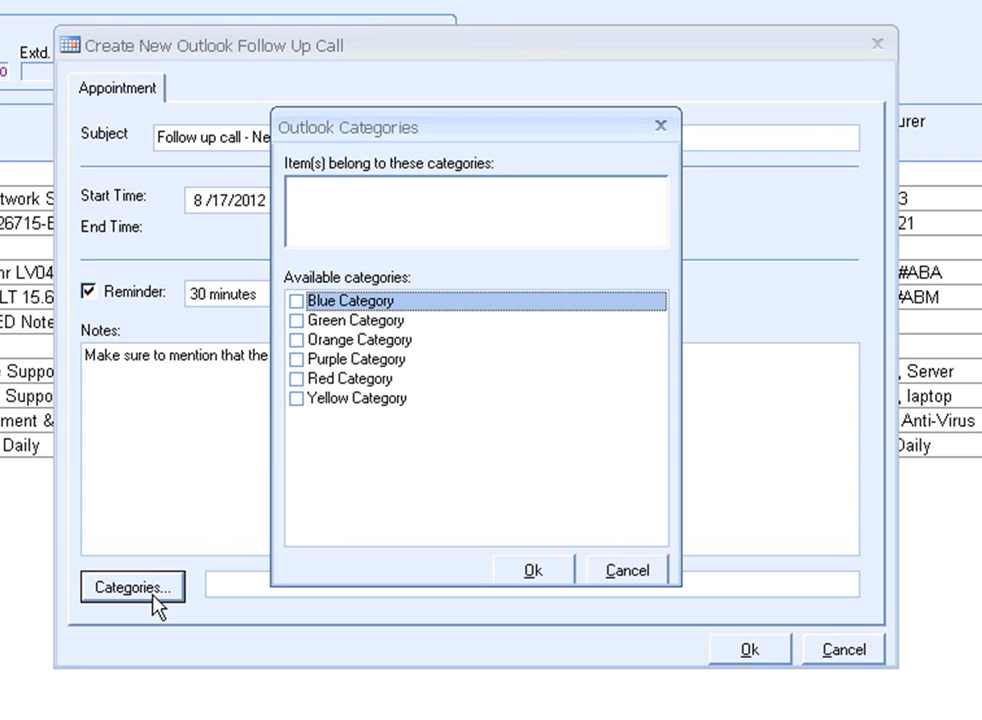 Extd.
0
Create New Outlook Follow Up Call
Appointment
urer
Subject
Follow up call - Ne
Outlook Categories
Item(s) belong to these categories:
Start Time:
8 /17/2012
End Time:
Available categories:
Blue Category
Green Category
Orange Category
Purple Category
Red Category
Yellow Category
Reminder:
30 minutes
Notes:
Make sure to mention that the
Ok
Cancel
Categories...
Ok
Cancel
twork S
3
26715-E
21
nr LV04
#ABA
LT 15.6
#ABM
ED Note
Suppo
, Server
Suppo
, laptop
ment &
Anti-Virus
Daily
Daily